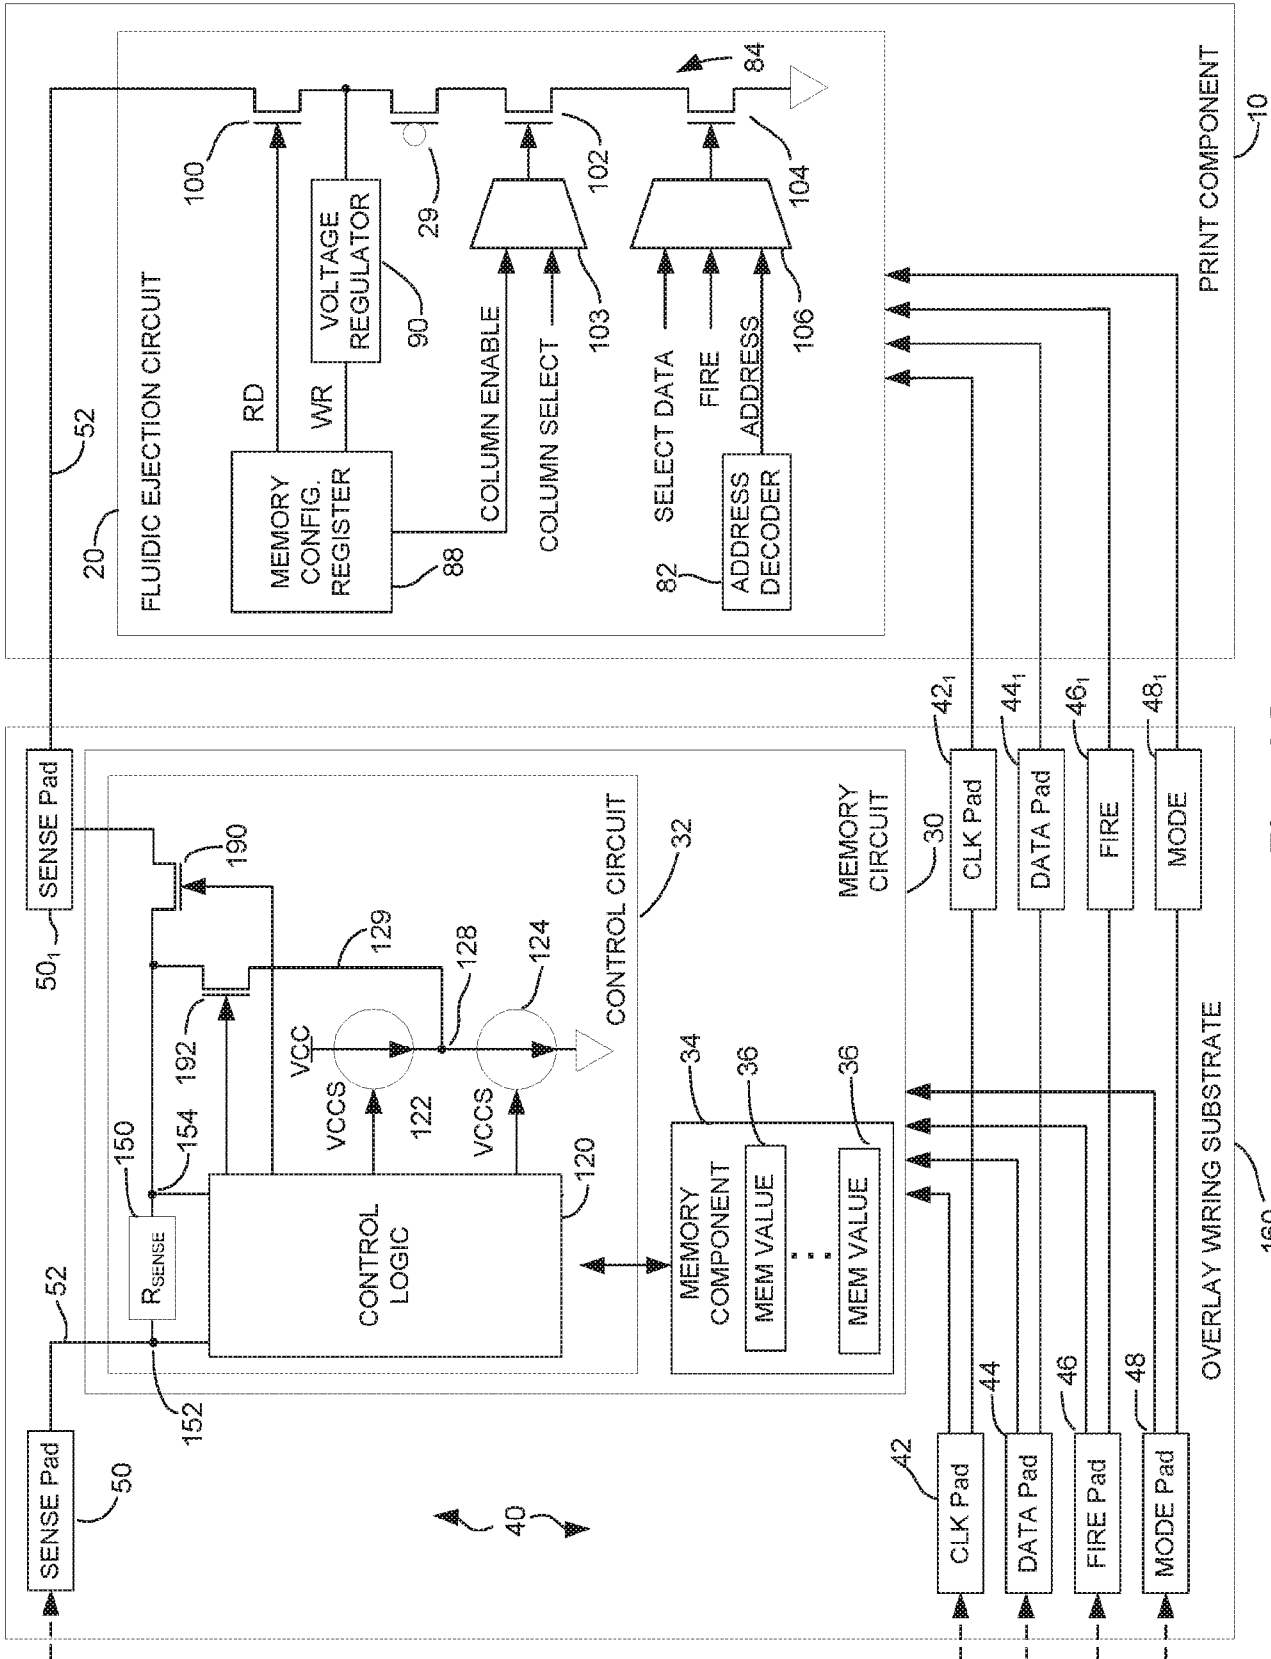 52
20
FLUIDIC EJECTION CIRCUIT
100
RD
WR
MEMORY
CONFIG.
REGISTER
88
VOLTAGE
REGULATOR
90
29
COLUMN ENABLE
COLUMN SELECT
103
102
84
SELECT DATA
FIRE
ADDRESS
106
104
82
ADDRESS
DECODER
PRINT COMPONENT
10
SENSE Pad
50
52
152
RSENSE
150
154
192
190
SENSE Pad
50₁
129
VCC
VCCS
122
128
VCCS
124
CONTROL
LOGIC
120
CONTROL CIRCUIT
32
MEMORY
COMPONENT
34
MEM VALUE
36
MEM VALUE
36
MEMORY
CIRCUIT
30
40
42
CLK Pad
44
DATA Pad
46
FIRE Pad
48
MODE Pad
CLK Pad
42₁
DATA Pad
44₁
FIRE
46₁
MODE
48₁
OVERLAY WIRING SUBSTRATE